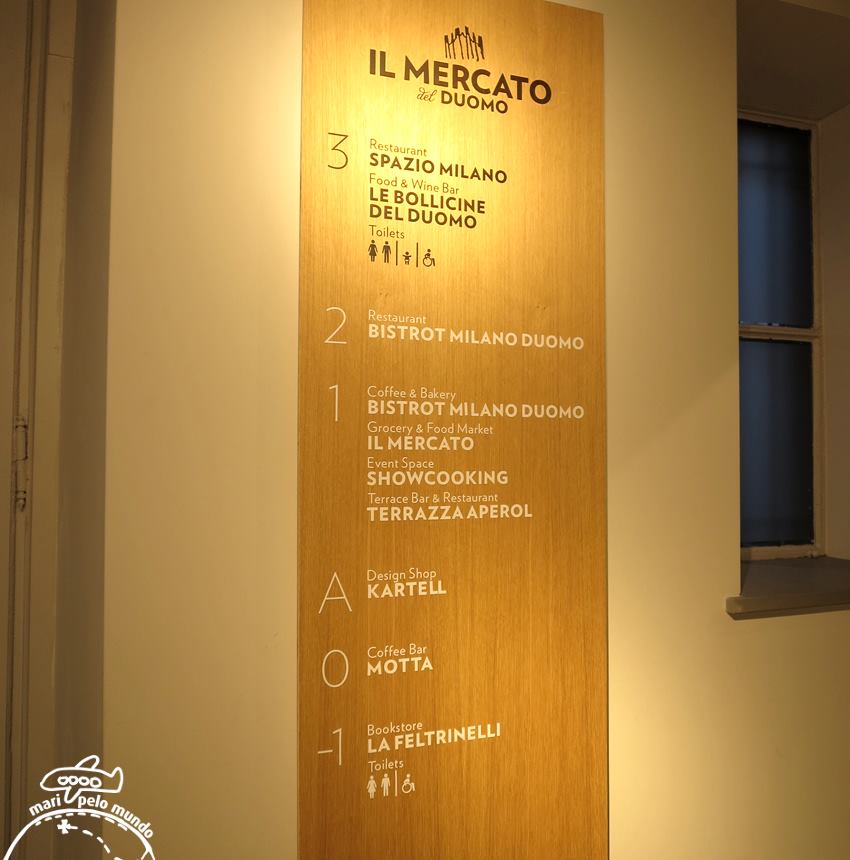 IL MERCATO
del DUOMO
3
Restaurant
SPAZIO MILANO
Food & Wine Bar
LE BOLLICINE
DEL DUOMO
Toilets
2
Restaurant
BISTROT MILANO DUOMO
1
Coffee & Bakery
BISTROT MILANO DUOMO
Grocery & Food Market
IL MERCATO
Event Space
SHOWCOOKING
Terrace Bar & Restaurant
TERRAZZA APEROL
A
Design Shop
KARTELL
0
Coffee Bar
MOTTA
-1
Bookstore
LA FELTRINELLI
Toilets
mari pelo mundo